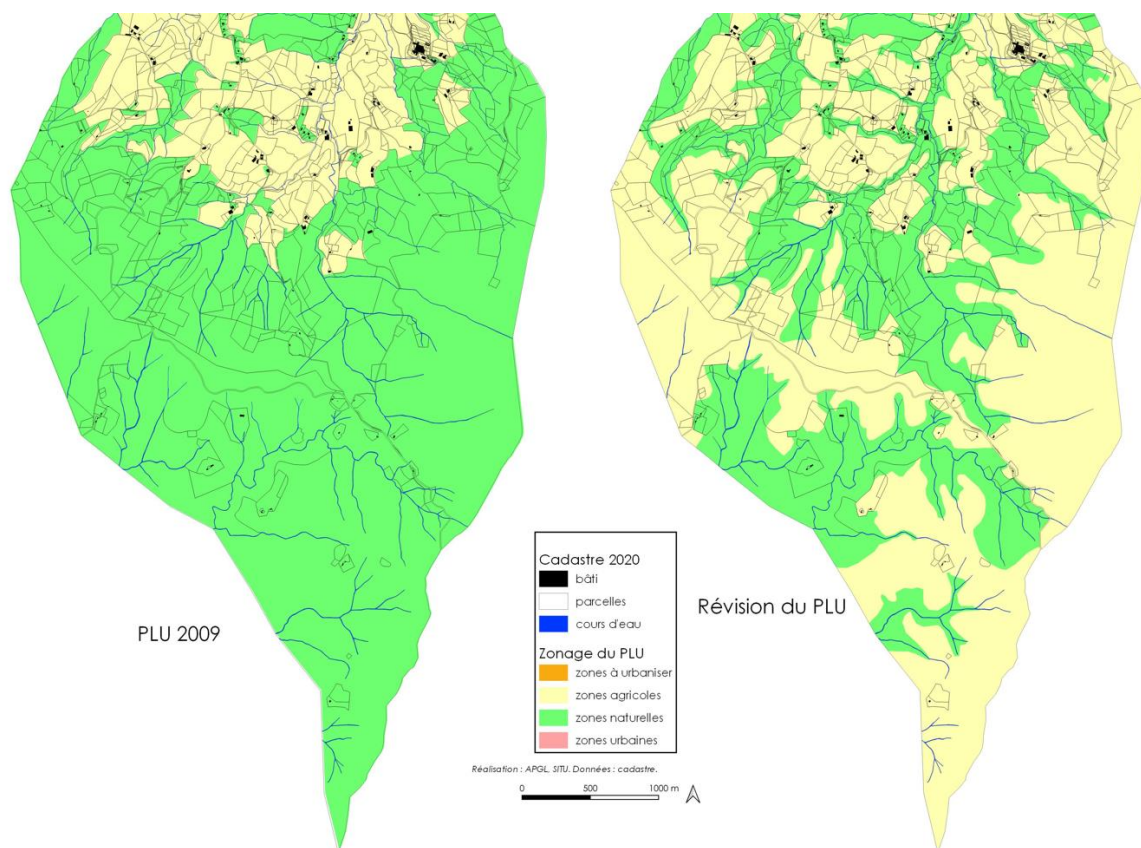 PLU 2009
Cadastre 2020
bâti
parcelles
cours d'eau
Zonage du PLU
zones à urbaniser
zones agricoles
zones naturelles
zones urbaines
Révision du PLU
Réalisation : APGL, SITU. Données : cadastre.
0 500 1000 m